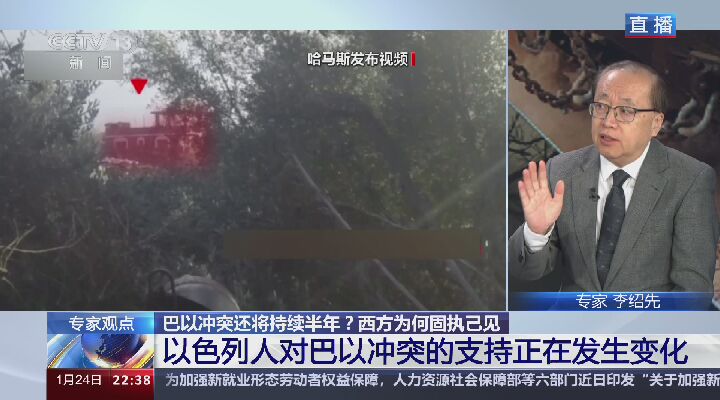 CCTV 13
新闻
哈马斯发布视频
直播
专家 李绍先
专家观点
巴以冲突还将持续半年？西方为何固执己见
以色列人对巴以冲突的支持正在发生变化
1月24日 22:38
为加强新就业形态劳动者权益保障，人力资源社会保障部等六部门近日印发“关于加强新